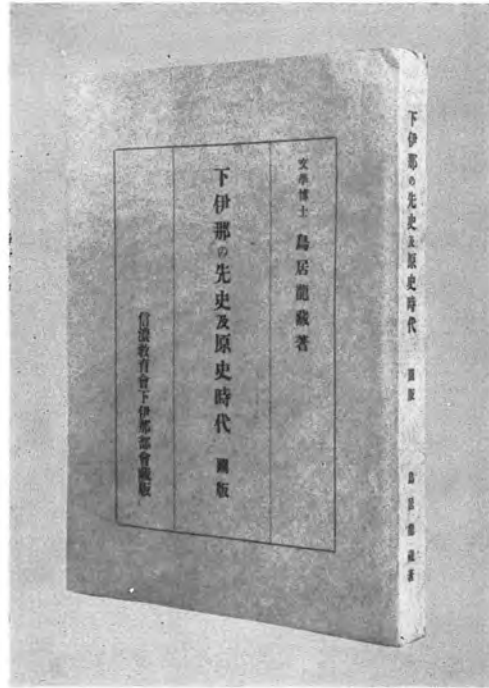 文學博士 鳥居龍藏著
下伊那の先史及原史時代 圖版
信濃教育會下伊那部會藏版
下伊那の先史及原史時代 圖版 鳥居龍藏著